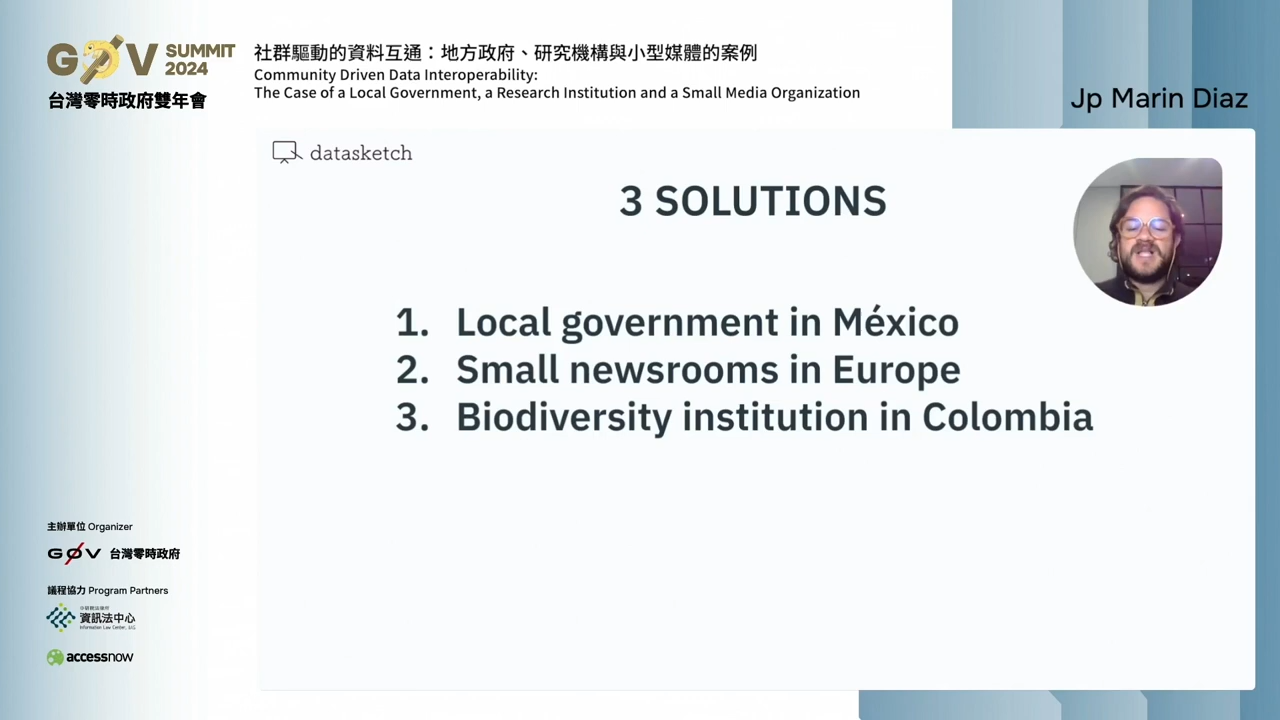 GØV SUMMIT 2024
台灣零時政府雙年會
社群驅動的資料互通：地方政府、研究機構與小型媒體的案例
Community Driven Data Interoperability:
The Case of a Local Government, a Research Institution and a Small Media Organization
Jp Marin Diaz
datasketch
3 SOLUTIONS
1. Local government in México
2. Small newsrooms in Europe
3. Biodiversity institution in Colombia
主辦單位 Organizer
GØV 台灣零時政府
議程協力 Program Partners
中研院法律所
資訊法中心
Information Law Center, IIAS
accessnow